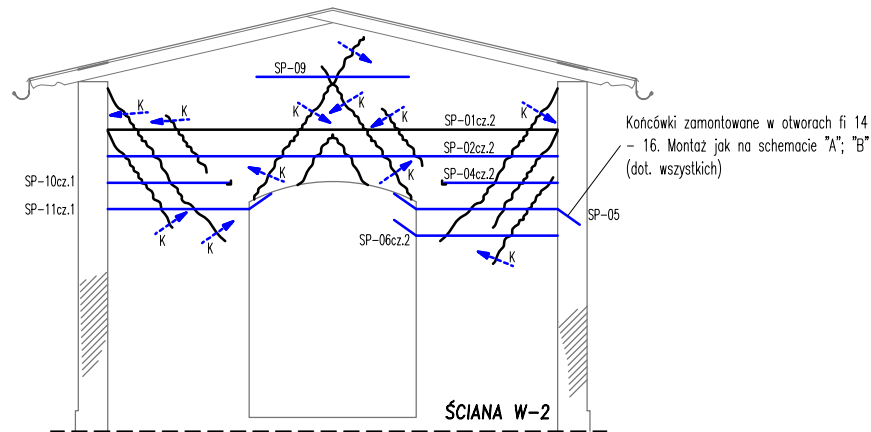 SP-09
K
K
K
K
K
SP-01cz.2
K
Końcówki zamontowane w otworach fi 14
- 16. Montaż jak na schemacie "A"; "B"
(dot. wszystkich)
SP-02cz.2
SP-10cz.1
K
K
SP-04cz.2
SP-11cz.1
SP-05
K
K
SP-06cz.2
K
ŚCIANA W-2